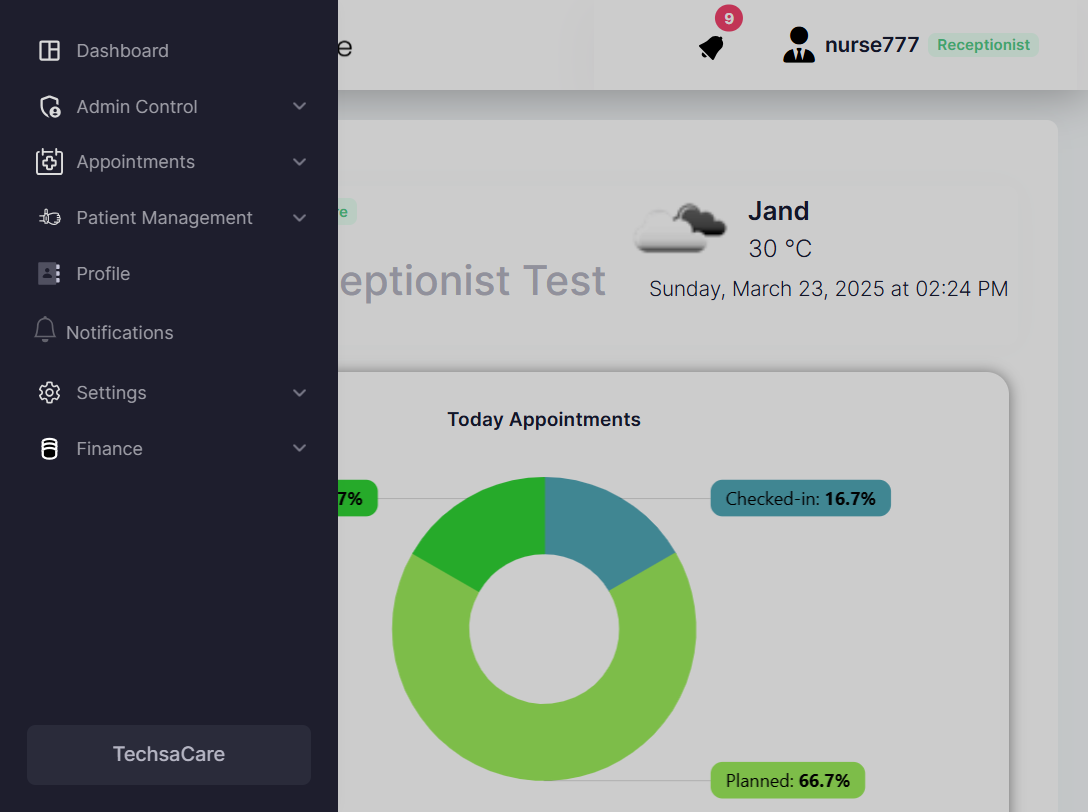 Dashboard
Admin Control
Appointments
Patient Management
Profile
Notifications
Settings
Finance
TechsaCare
e
9
nurse777
Receptionist
re
eptionist Test
Jand
30 °C
Sunday, March 23, 2025 at 02:24 PM
Today Appointments
7%
Checked-in: 16.7%
Planned: 66.7%